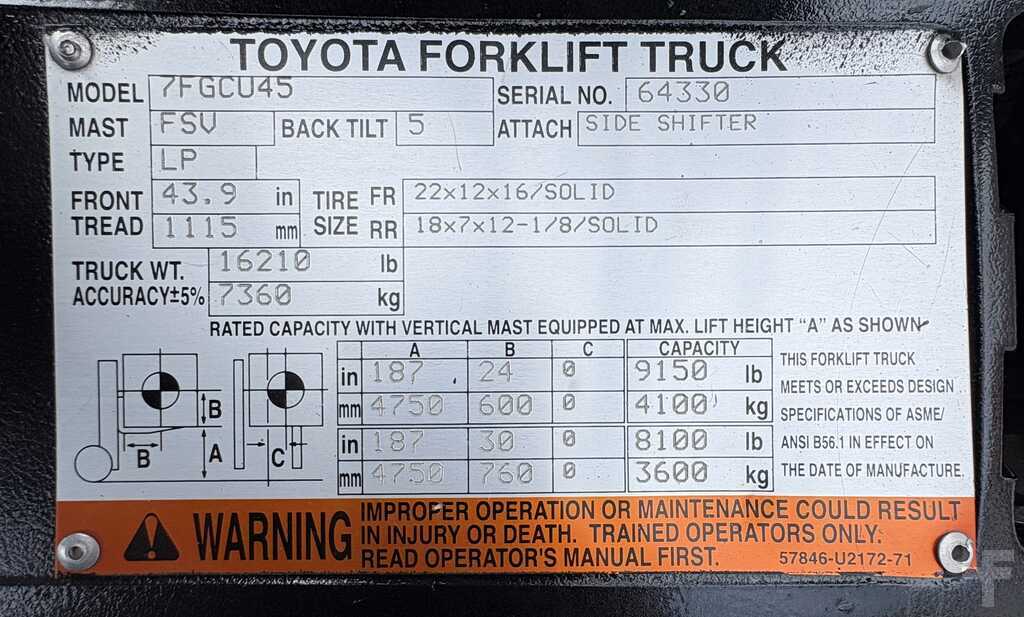 TOYOTA FORKLIFT TRUCK
MODEL 7FGCU45 SERIAL NO. 64330
MAST FSV BACK TILT 5 ATTACH SIDE SHIFTER
TYPE LP
FRONT TREAD 43.9 in TIRE SIZE FR 22x12x16/SOLID
1115 mm RR 18x7x12-1/8/SOLID
TRUCK WT. 16210 lb
ACCURACY±5% 7360 kg
RATED CAPACITY WITH VERTICAL MAST EQUIPPED AT MAX. LIFT HEIGHT "A" AS SHOWN
A B C CAPACITY
in 187 24 0 9150 lb
mm 4750 600 0 4100 kg
in 187 30 0 8100 lb
mm 4750 760 0 3600 kg
B
B A C
THIS FORKLIFT TRUCK
MEETS OR EXCEEDS DESIGN
SPECIFICATIONS OF ASME/
ANSI B56.1 IN EFFECT ON
THE DATE OF MANUFACTURE.
WARNING
IMPROPER OPERATION OR MAINTENANCE COULD RESULT
IN INJURY OR DEATH. TRAINED OPERATORS ONLY.
READ OPERATOR'S MANUAL FIRST. 57846-U2172-71